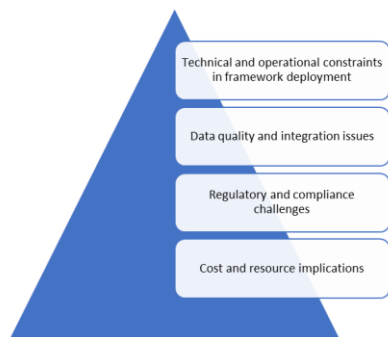 Technical and operational constraints
in framework deployment
Data quality and integration issues
Regulatory and compliance
challenges
Cost and resource implications